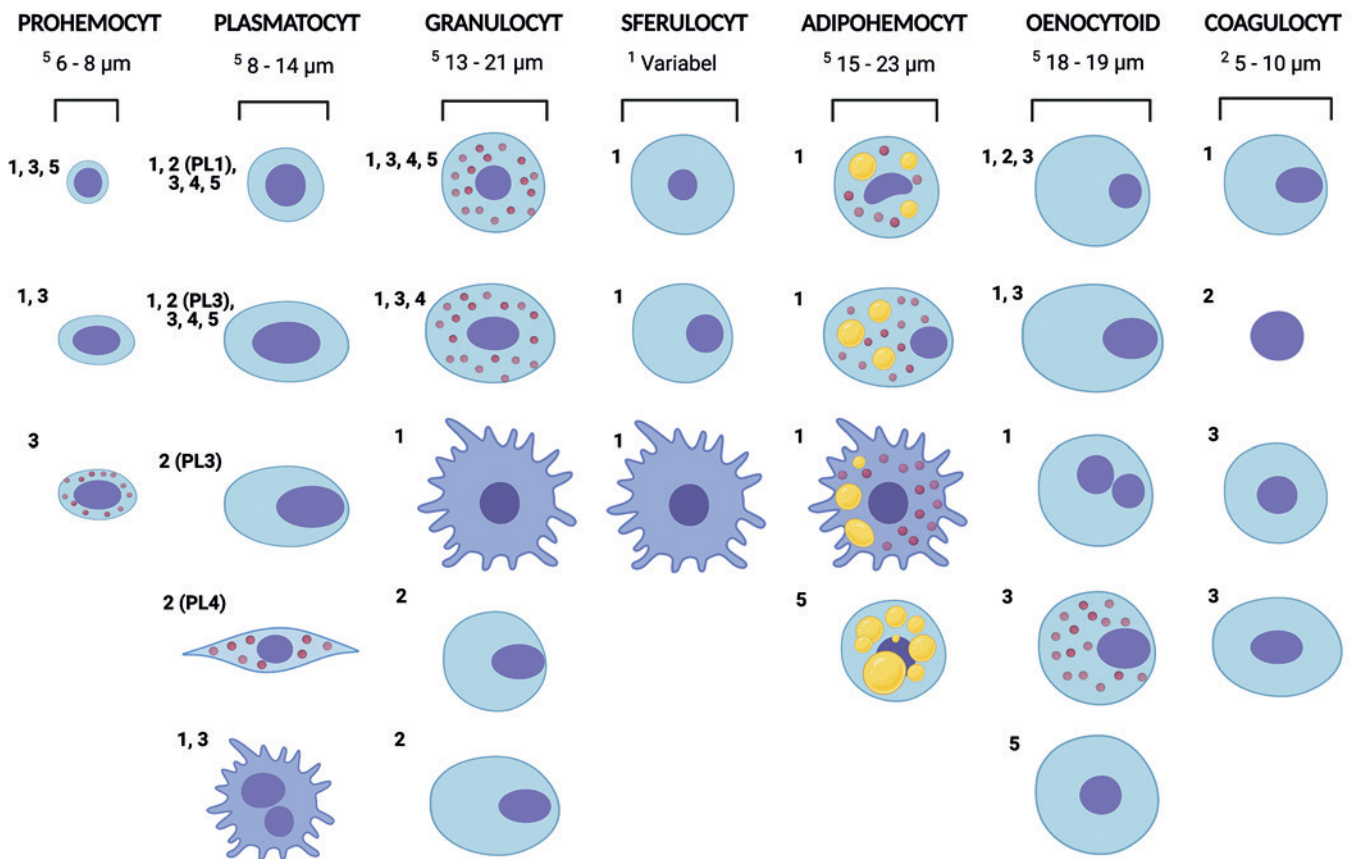 PROHEMOCYT PLASMATOCYT GRANULOCYT SFERULOCYT ADIPOHEMOCYT OENOCYTOID COAGULOCYT
⁵ 6 - 8 µm ⁵ 8 - 14 µm ⁵ 13 - 21 µm ¹ Variabel ⁵ 15 - 23 µm ⁵ 18 - 19 µm ² 5 - 10 µm
1, 3, 5 1, 2 (PL1), 1, 3, 4, 5 1 1 1, 2, 3 1
3, 4, 5
1, 3 1, 2 (PL3), 1, 3, 4 1 1 1, 3 2
3, 4, 5
3 2 (PL3) 1 1 1 1 3
2 (PL4) 2 5 3 3
1, 3 2 5